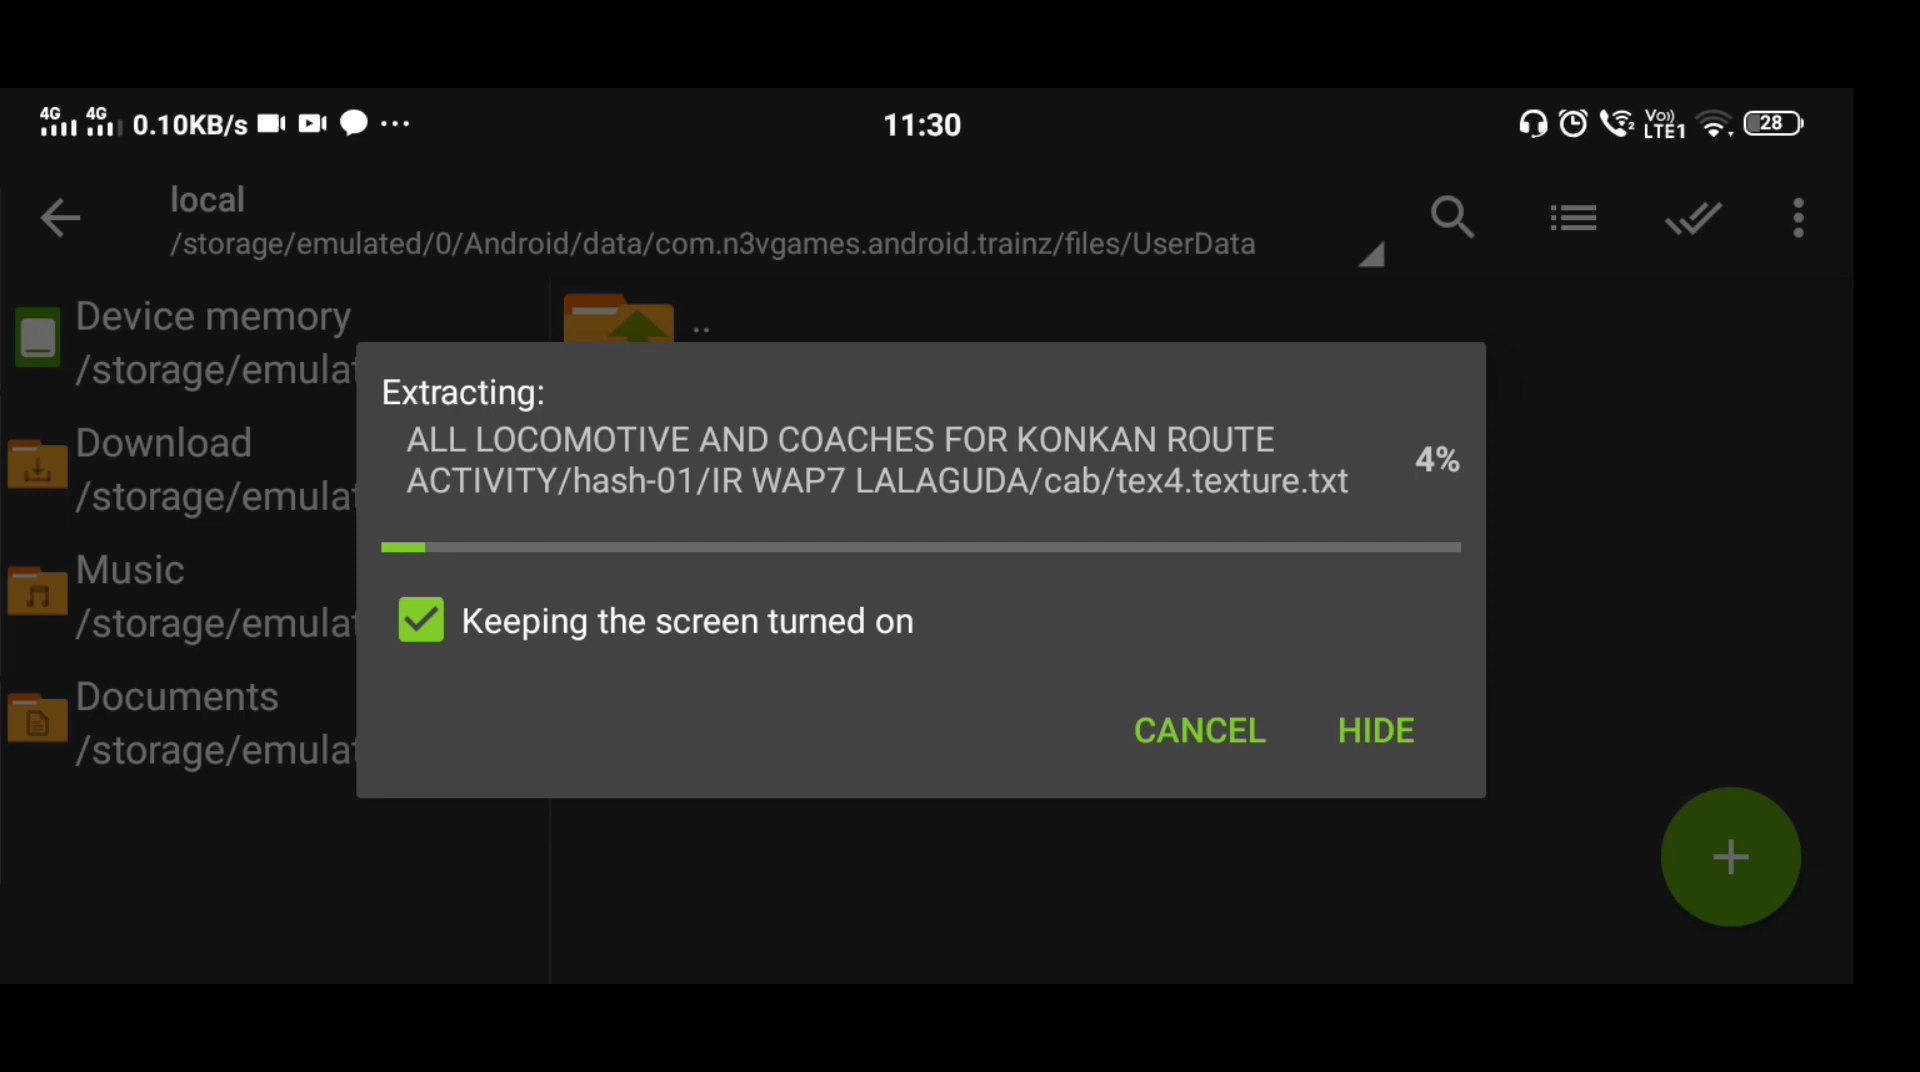 4G 4G 0.10KB/s ... 11:30 2 Vo)) LTE1 28
local
/storage/emulated/0/Android/data/com.n3vgames.android.trainz/files/UserData
Device memory
/storage/emulat
..
Download
/storage/emulat
Music
/storage/emulat
Documents
/storage/emulat
Extracting:
ALL LOCOMOTIVE AND COACHES FOR KONKAN ROUTE
ACTIVITY/hash-01/IR WAP7 LALAGUDA/cab/tex4.texture.txt
4%
Keeping the screen turned on
CANCEL HIDE